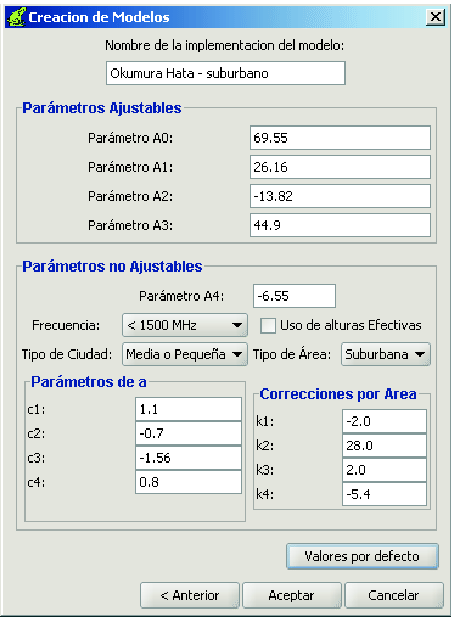 Creacion de Modelos
Nombre de la implementacion del modelo:
Okumura Hata - suburbano
Parámetros Ajustables
Parámetro A0: 69.55
Parámetro A1: 26.16
Parámetro A2: -13.82
Parámetro A3: 44.9
Parámetros no Ajustables
Parámetro A4: -6.55
Frecuencia: < 1500 MHz Uso de alturas Efectivas
Tipo de Ciudad: Media o Pequeña Tipo de Área: Suburbana
Parámetros de a
c1: 1.1
c2: -0.7
c3: -1.56
c4: 0.8
Correcciones por Area
k1: -2.0
k2: 28.0
k3: 2.0
k4: -5.4
Valores por defecto
< Anterior Aceptar Cancelar